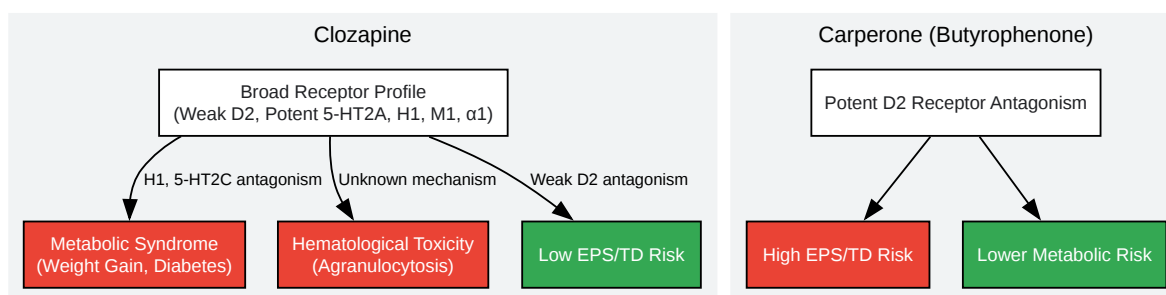 Clozapine
Broad Receptor Profile
(Weak D2, Potent 5-HT2A, H1, M1, α1)
H1, 5-HT2C antagonism
Unknown mechanism
Weak D2 antagonism
Metabolic Syndrome
(Weight Gain, Diabetes)
Hematological Toxicity
(Agranulocytosis)
Low EPS/TD Risk
Carperone (Butyrophenone)
Potent D2 Receptor Antagonism
High EPS/TD Risk
Lower Metabolic Risk